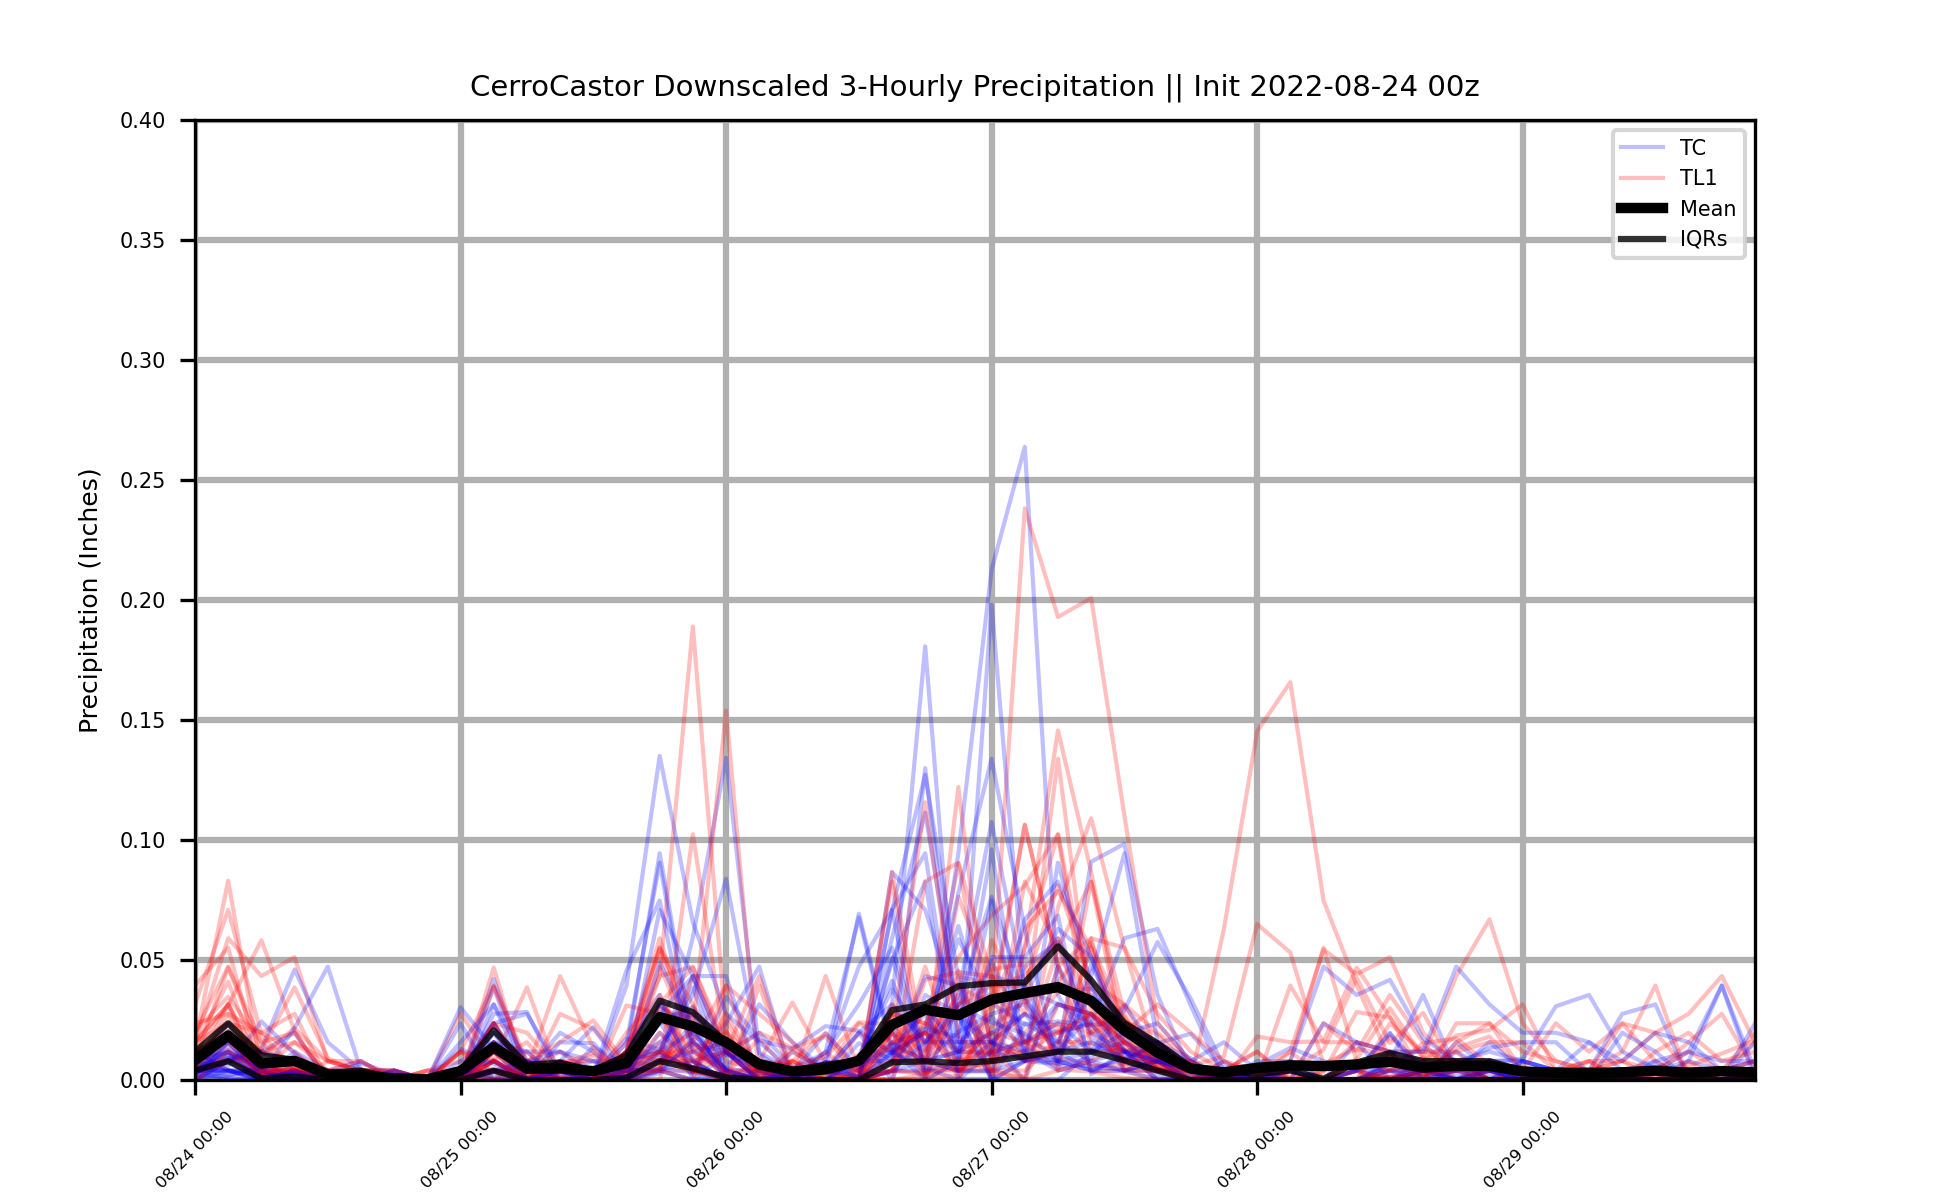 CerroCastor Downscaled 3-Hourly Precipitation || Init 2022-08-24 00z
Precipitation (Inches)
0.40
0.35
0.30
0.25
0.20
0.15
0.10
0.05
0.00
TC
TL1
Mean
IQRs
08/24 00:00
08/25 00:00
08/26 00:00
08/27 00:00
08/28 00:00
08/29 00:00